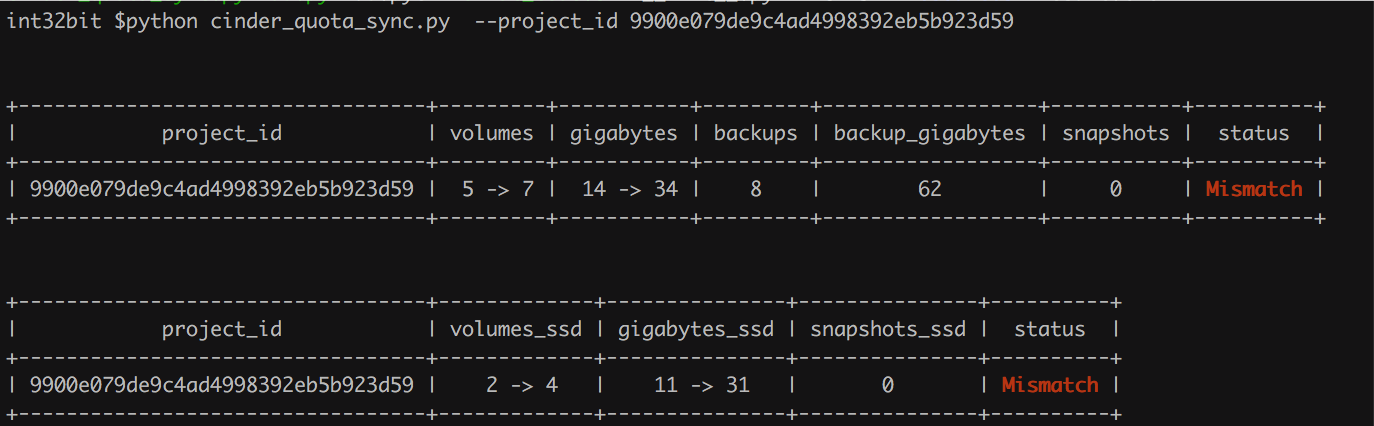 int32bit $python cinder_quota_sync.py  --project_id 9900e079de9c4ad4998392eb5b923d59
+----------------------------------+---------+-----------+---------+------------------+-----------+----------+
|            project_id            | volumes | gigabytes | backups | backup_gigabytes | snapshots |  status  |
+----------------------------------+---------+-----------+---------+------------------+-----------+----------+
| 9900e079de9c4ad4998392eb5b923d59 |  5 -> 7 |  14 -> 34 |    8    |        62        |     0     | Mismatch |
+----------------------------------+---------+-----------+---------+------------------+-----------+----------+
+----------------------------------+-------------+---------------+---------------+----------+
|            project_id            | volumes_ssd | gigabytes_ssd | snapshots_ssd |  status  |
+----------------------------------+-------------+---------------+---------------+----------+
| 9900e079de9c4ad4998392eb5b923d59 |    2 -> 4   |    11 -> 31   |       0       | Mismatch |
+----------------------------------+-------------+---------------+---------------+----------+